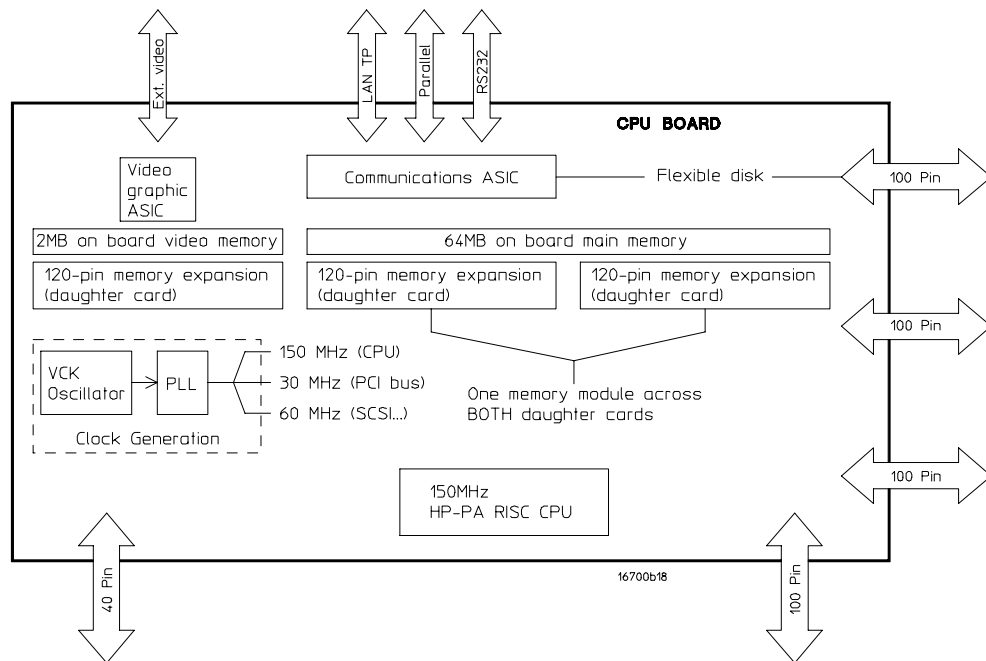 Ext. video
LAN TP
Parallel
RS232
CPU BOARD
Video
graphic
ASIC
Communications ASIC
Flexible disk
100 Pin
2MB on board video memory
64MB on board main memory
120-pin memory expansion
(daughter card)
120-pin memory expansion
(daughter card)
120-pin memory expansion
(daughter card)
100 Pin
VCK
Oscillator
PLL
150 MHz (CPU)
30 MHz (PCI bus)
60 MHz (SCSI...)
Clock Generation
One memory module across
BOTH daughter cards
100 Pin
150MHz
HP-PA RISC CPU
40 Pin
100 Pin
16700b18